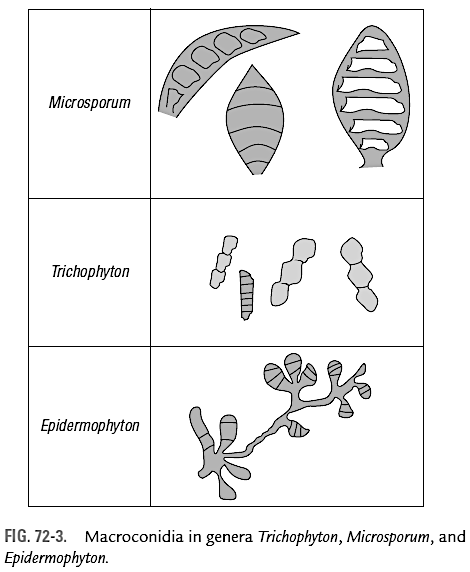 Microsporum
Trichophyton
Epidermophyton
FIG. 72-3. Macroconidia in genera Trichophyton, Microsporum, and
Epidermophyton.